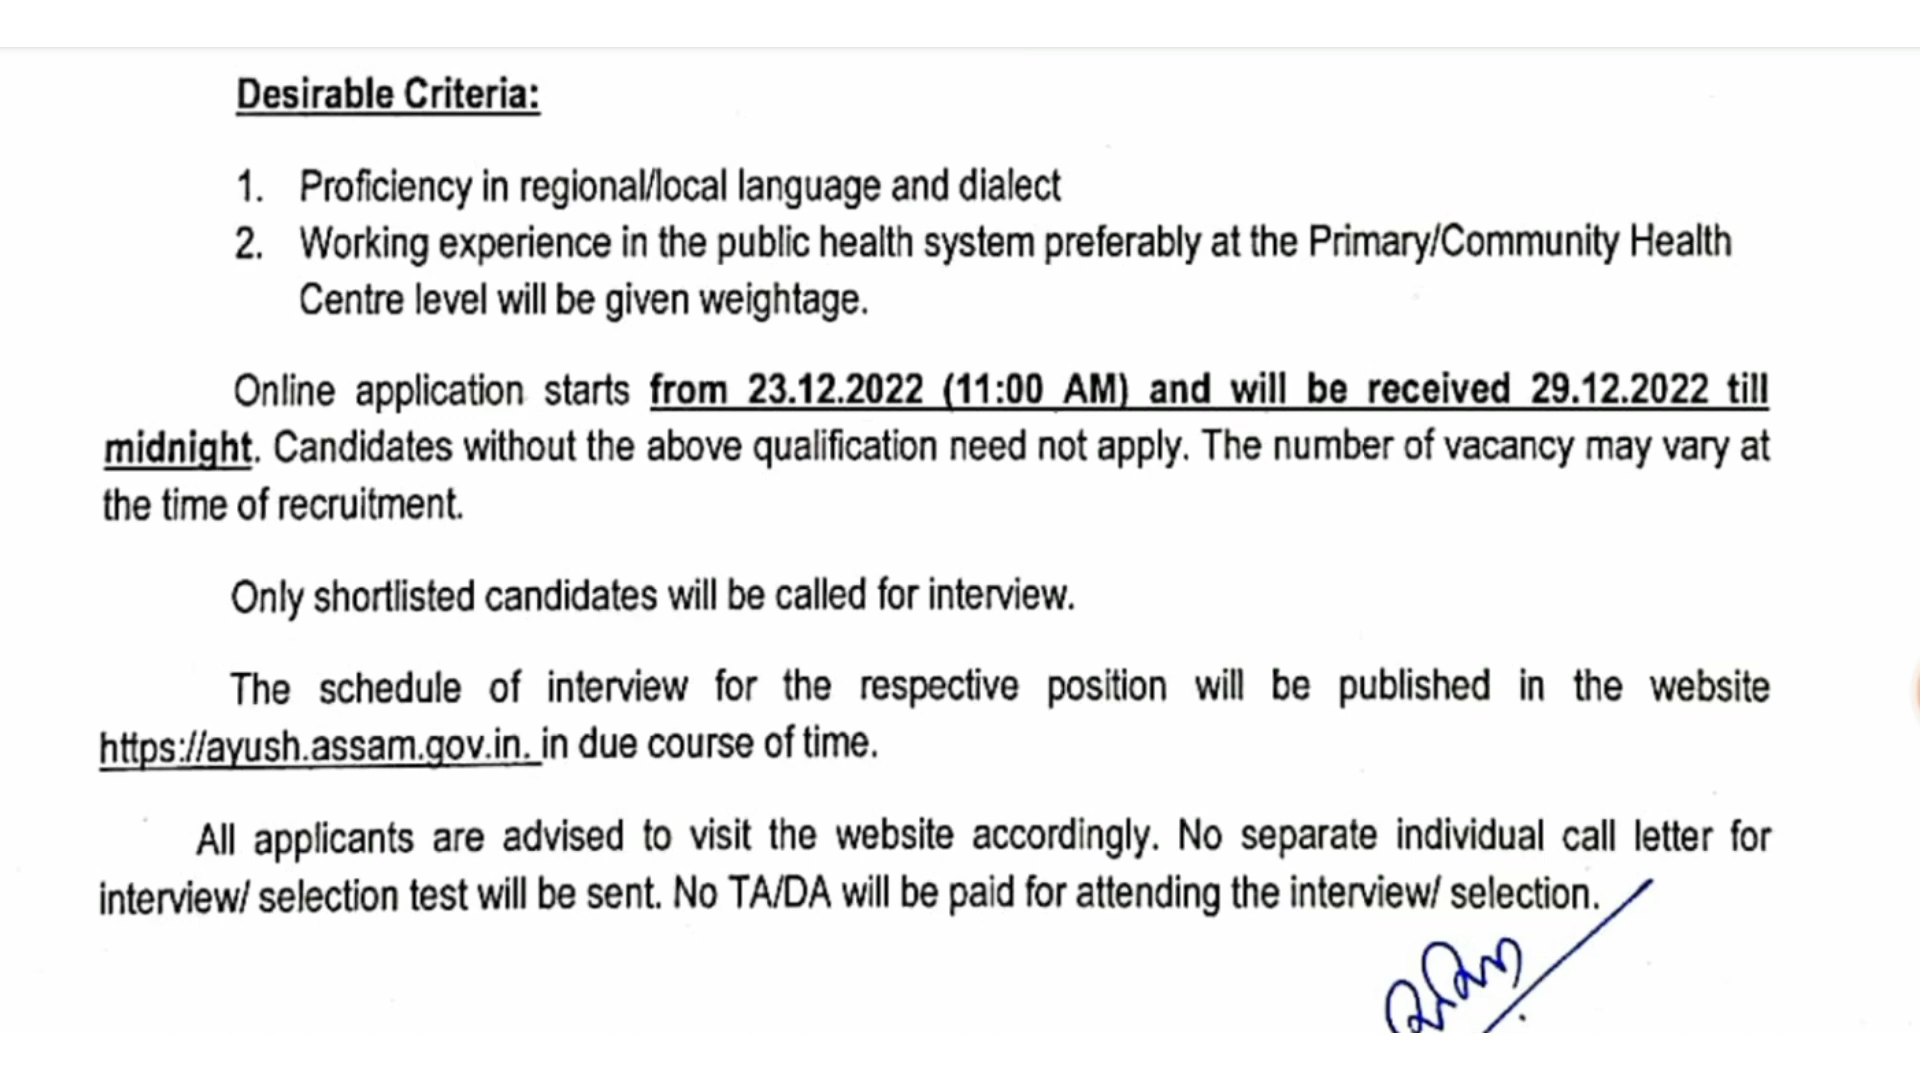 Desirable Criteria:
1. Proficiency in regional/local language and dialect
2. Working experience in the public health system preferably at the Primary/Community Health
Centre level will be given weightage.
Online application starts from 23.12.2022 (11:00 AM) and will be received 29.12.2022 till
midnight. Candidates without the above qualification need not apply. The number of vacancy may vary at
the time of recruitment.
Only shortlisted candidates will be called for interview.
The schedule of interview for the respective position will be published in the website
https://ayush.assam.gov.in. in due course of time.
All applicants are advised to visit the website accordingly. No separate individual call letter for
interview/ selection test will be sent. No TA/DA will be paid for attending the interview/ selection.